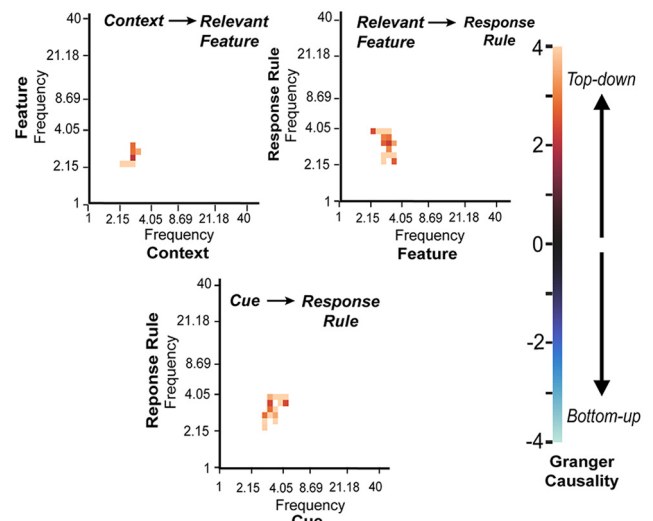 Context → Relevant
Feature
40
21.18
8.69
4.05
2.15
1
Feature
Frequency
1 2.15 4.05 8.69 21.18 40
Frequency
Context
Relevant → Response
Feature Rule
40
21.18
8.69
4.05
2.15
1
Response Rule
Frequency
1 2.15 4.05 8.69 21.18 40
Frequency
Feature
Cue → Response
Rule
40
21.18
8.69
4.05
2.15
1
Reponse Rule
Frequency
1 2.15 4.05 8.69 21.18 40
Frequency
Cue
4
Top-down
2
0
-2
Bottom-up
-4
Granger
Causality